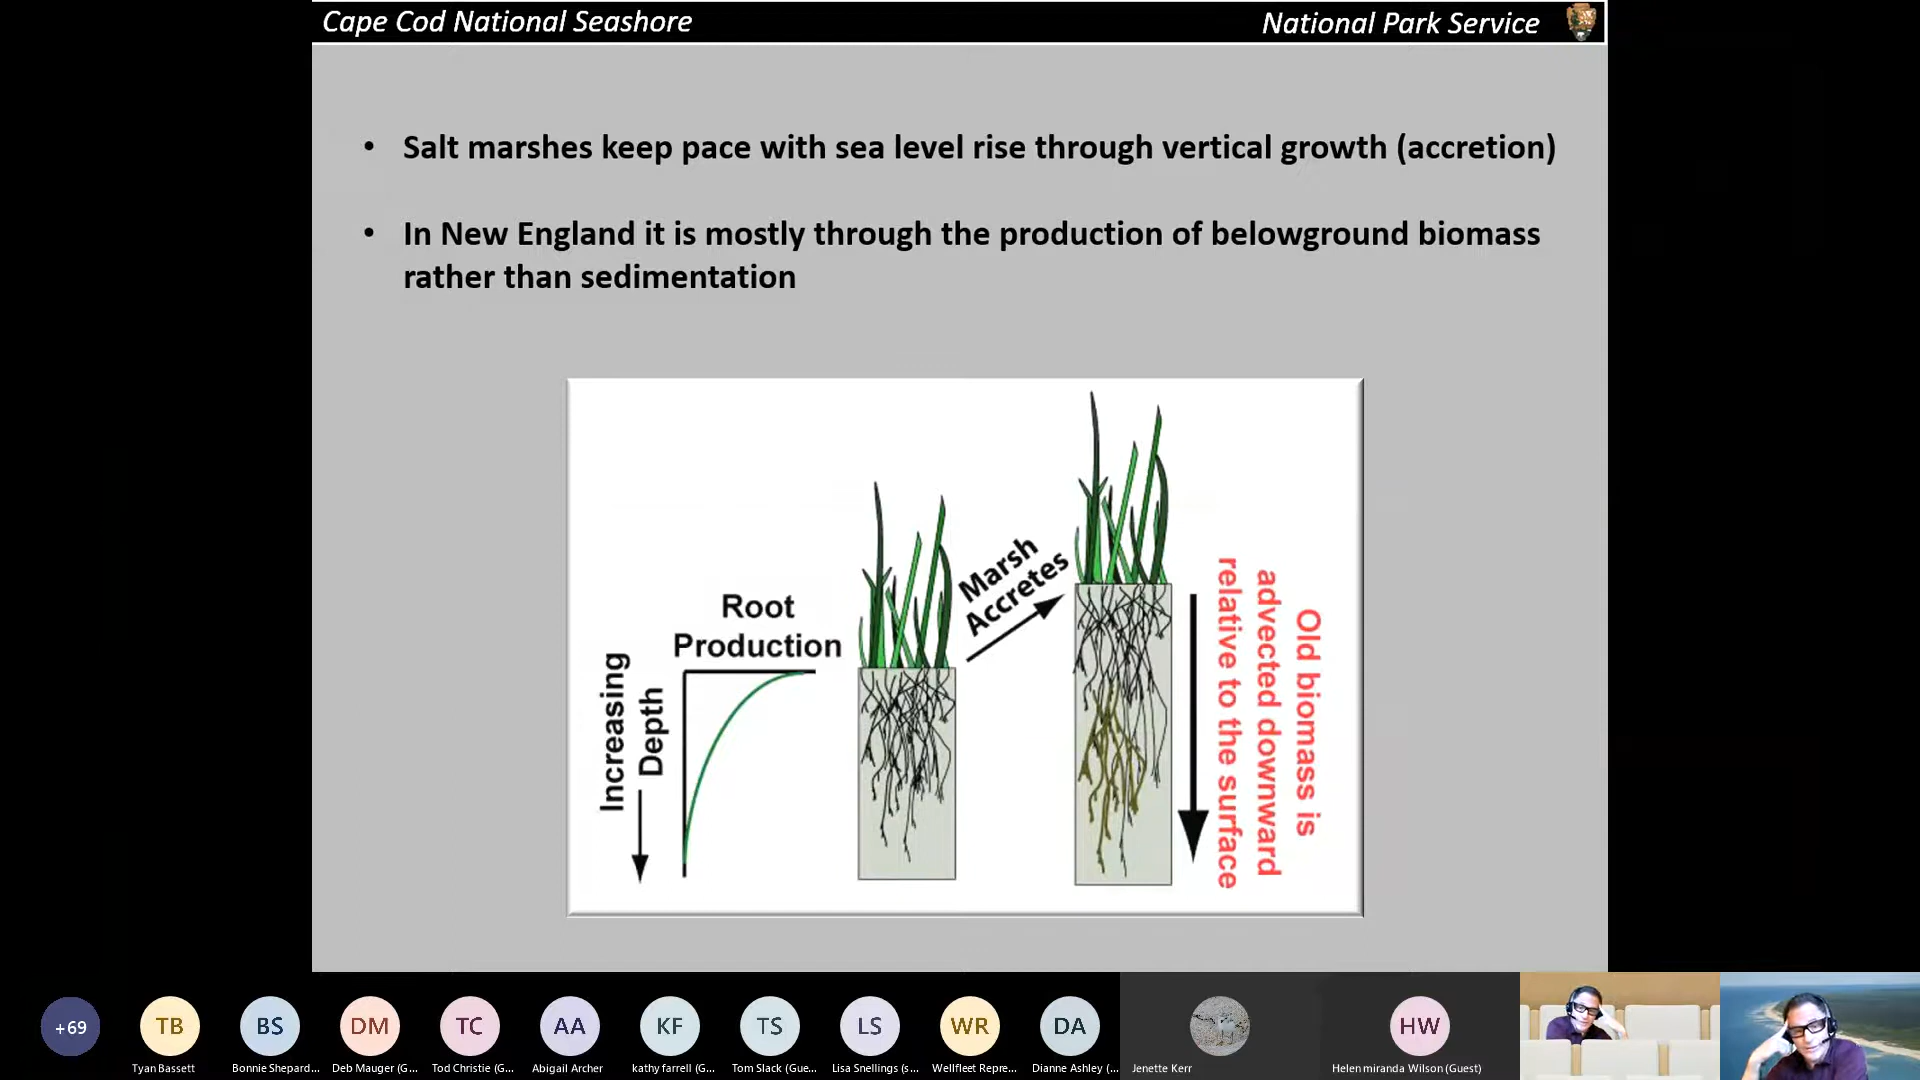 Cape Cod National Seashore
National Park Service
• Salt marshes keep pace with sea level rise through vertical growth (accretion)
• In New England it is mostly through the production of belowground biomass
rather than sedimentation
Root
Production
Increasing
Depth
Marsh
Accretes
Old biomass is
advected downward
relative to the surface
+69
TB
BS
DM
TC
AA
KF
TS
LS
WR
DA
HW
Tyan Bassett
Bonnie Shepard...
Deb Mauger (G...
Tod Christie (G...
Abigail Archer
kathy farrell (G...
Tom Slack (Gue...
Lisa Snellings (s...
Wellfleet Repre...
Dianne Ashley (...
Jenette Kerr
Helen miranda Wilson (Guest)